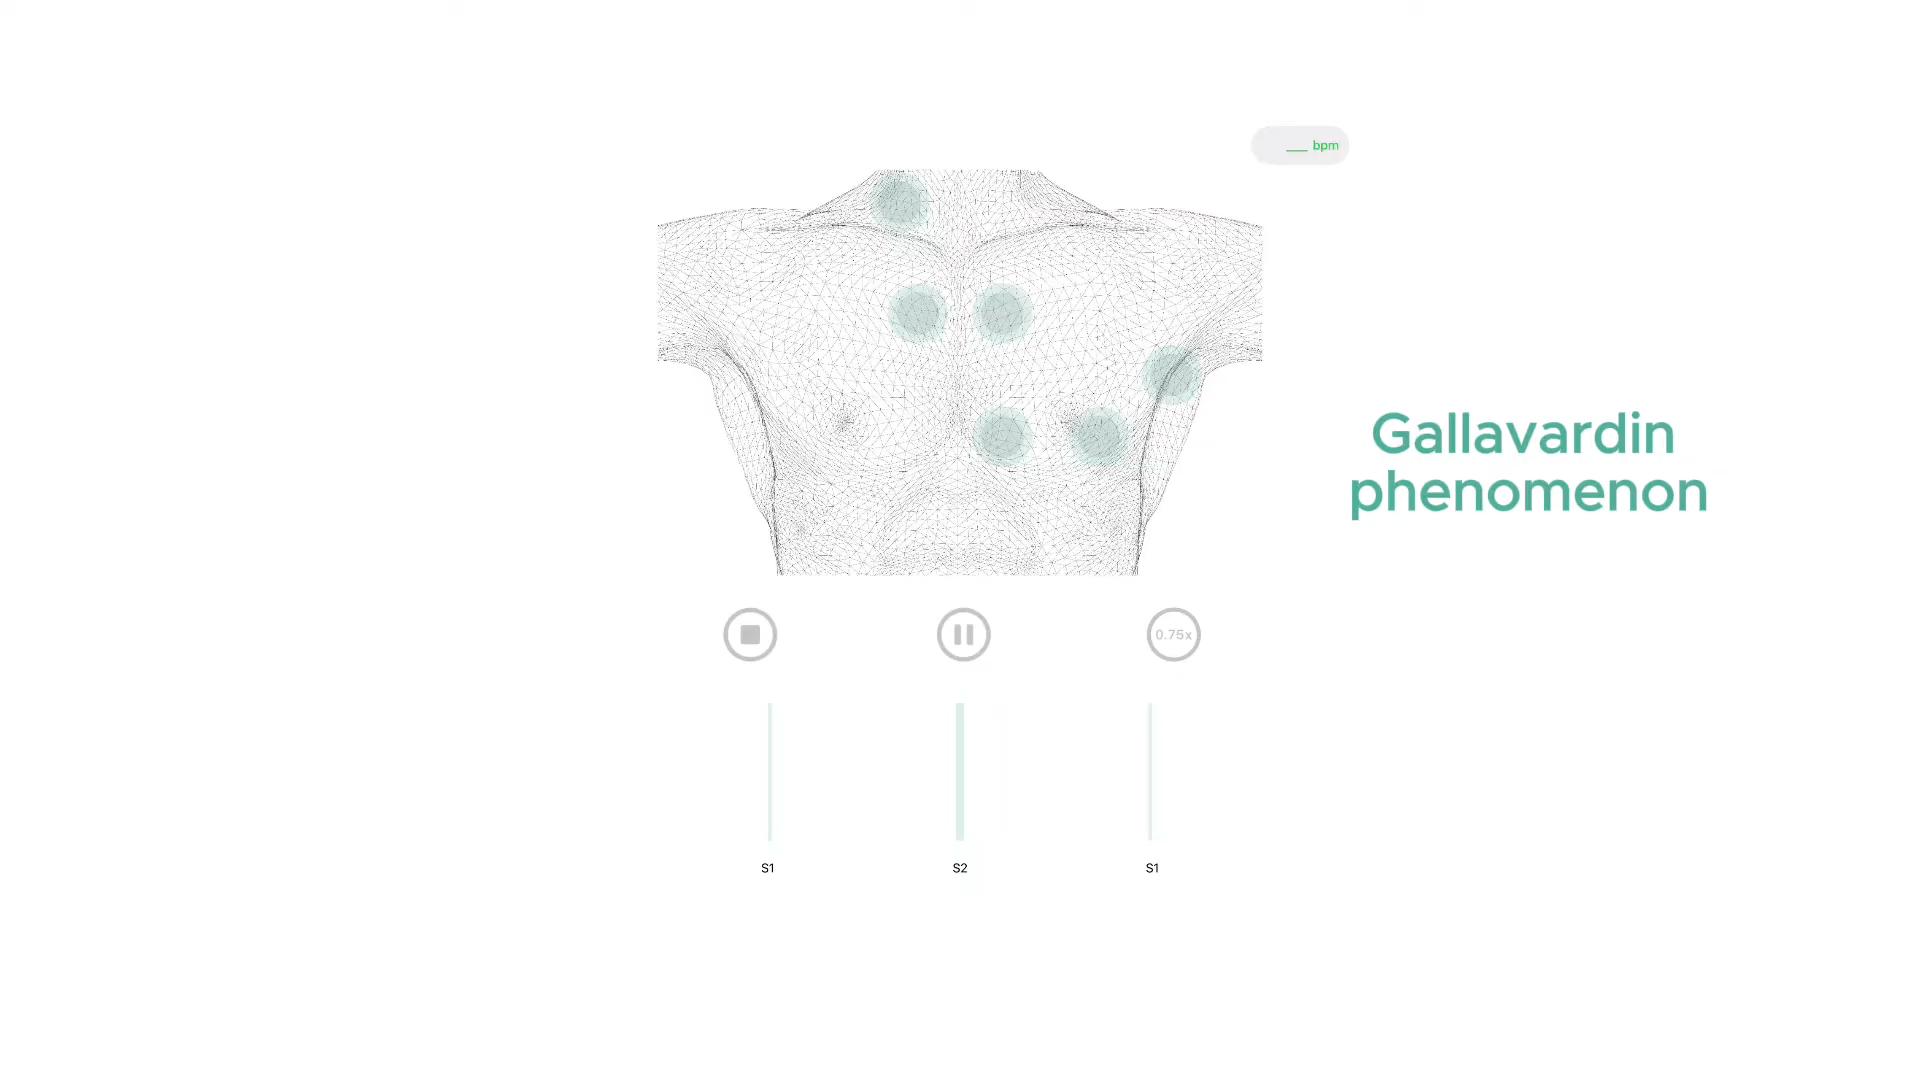 ___ bpm
Gallavardin
phenomenon
0.75x
S1
S2
S1